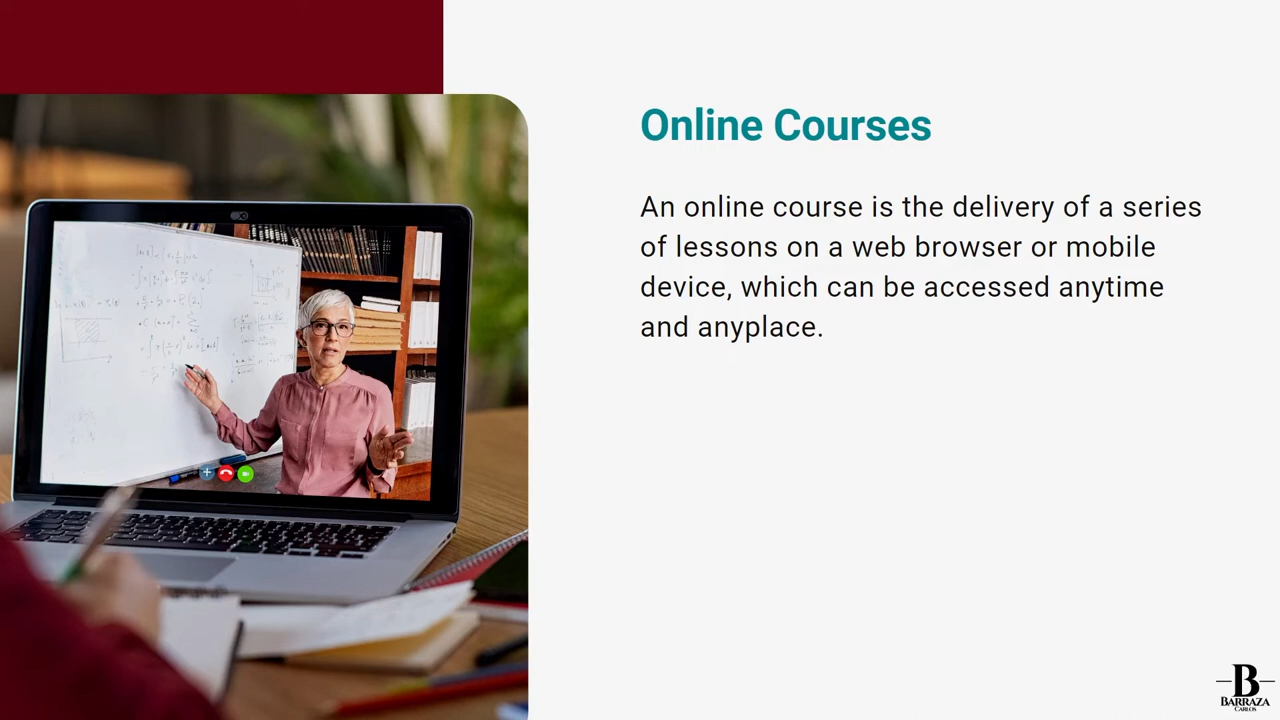 Online Courses
An online course is the delivery of a series
of lessons on a web browser or mobile
device, which can be accessed anytime
and anyplace.
B
BARRAZA
CARLOS